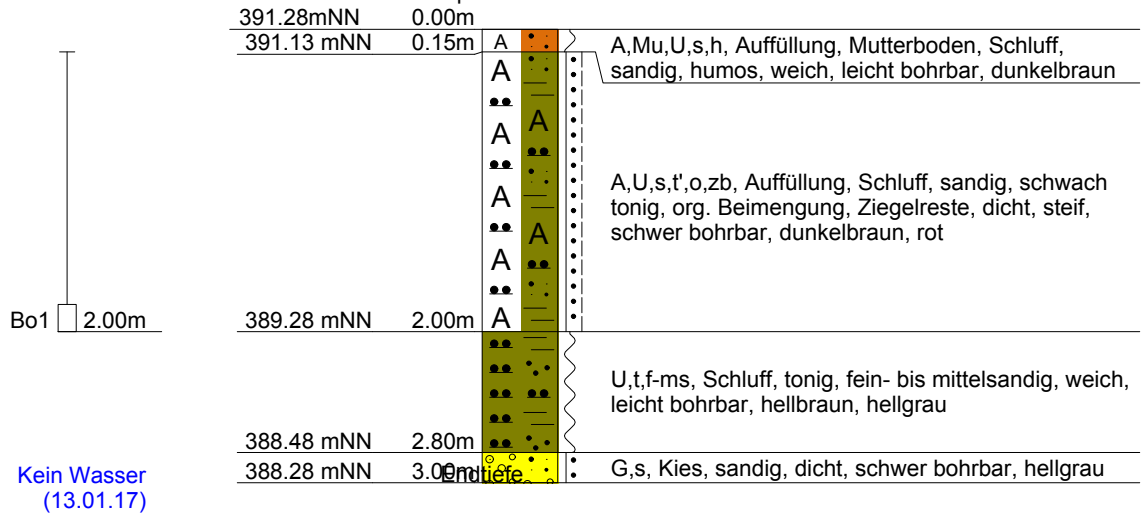 391.28mNN 0.00m
391.13 mNN 0.15m
A
A,Mu,U,s,h, Auffüllung, Mutterboden, Schluff,
sandig, humos, weich, leicht bohrbar, dunkelbraun
A
A
A
A
A
A
A
A
A,U,s,t',o,zb, Auffüllung, Schluff, sandig, schwach
tonig, org. Beimengung, Ziegelreste, dicht, steif,
schwer bohrbar, dunkelbraun, rot
Bo1 2.00m
389.28 mNN 2.00m
U,t,f-ms, Schluff, tonig, fein- bis mittelsandig, weich,
leicht bohrbar, hellbraun, hellgrau
388.48 mNN 2.80m
388.28 mNN 3.00m
Endtiefe
G,s, Kies, sandig, dicht, schwer bohrbar, hellgrau
Kein Wasser
(13.01.17)